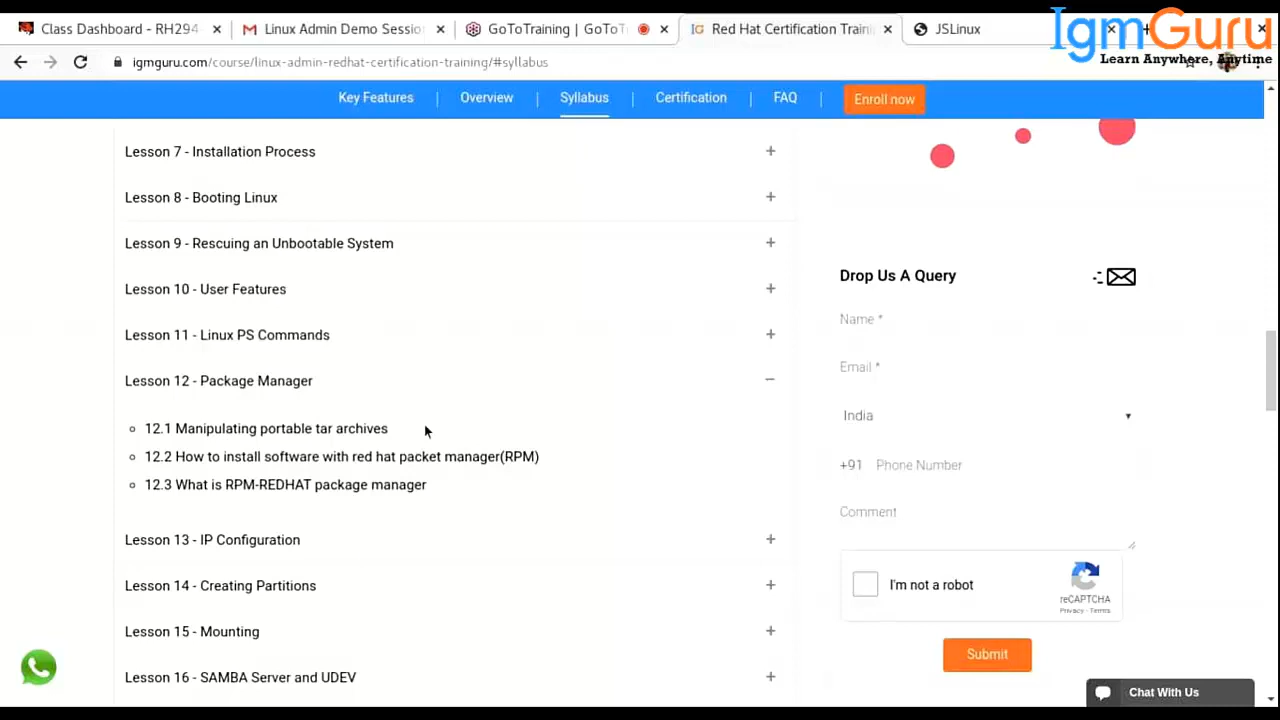 Class Dashboard - RH294
Linux Admin Demo Sessio
GoToTraining | GoToT
Red Hat Certification Traini
JSLinux
IgmGuru
Learn Anywhere, Anytime
igmguru.com/course/linux-admin-redhat-certification-training/#syllabus
Key Features
Overview
Syllabus
Certification
FAQ
Enroll now
Lesson 7 - Installation Process
Lesson 8 - Booting Linux
Lesson 9 - Rescuing an Unbootable System
Lesson 10 - User Features
Lesson 11 - Linux PS Commands
Lesson 12 - Package Manager
12.1 Manipulating portable tar archives
12.2 How to install software with red hat packet manager(RPM)
12.3 What is RPM-REDHAT package manager
Lesson 13 - IP Configuration
Lesson 14 - Creating Partitions
Lesson 15 - Mounting
Lesson 16 - SAMBA Server and UDEV
Drop Us A Query
Name *
Email *
India
+91 Phone Number
Comment
I'm not a robot
reCAPTCHA
Privacy - Terms
Submit
Chat With Us